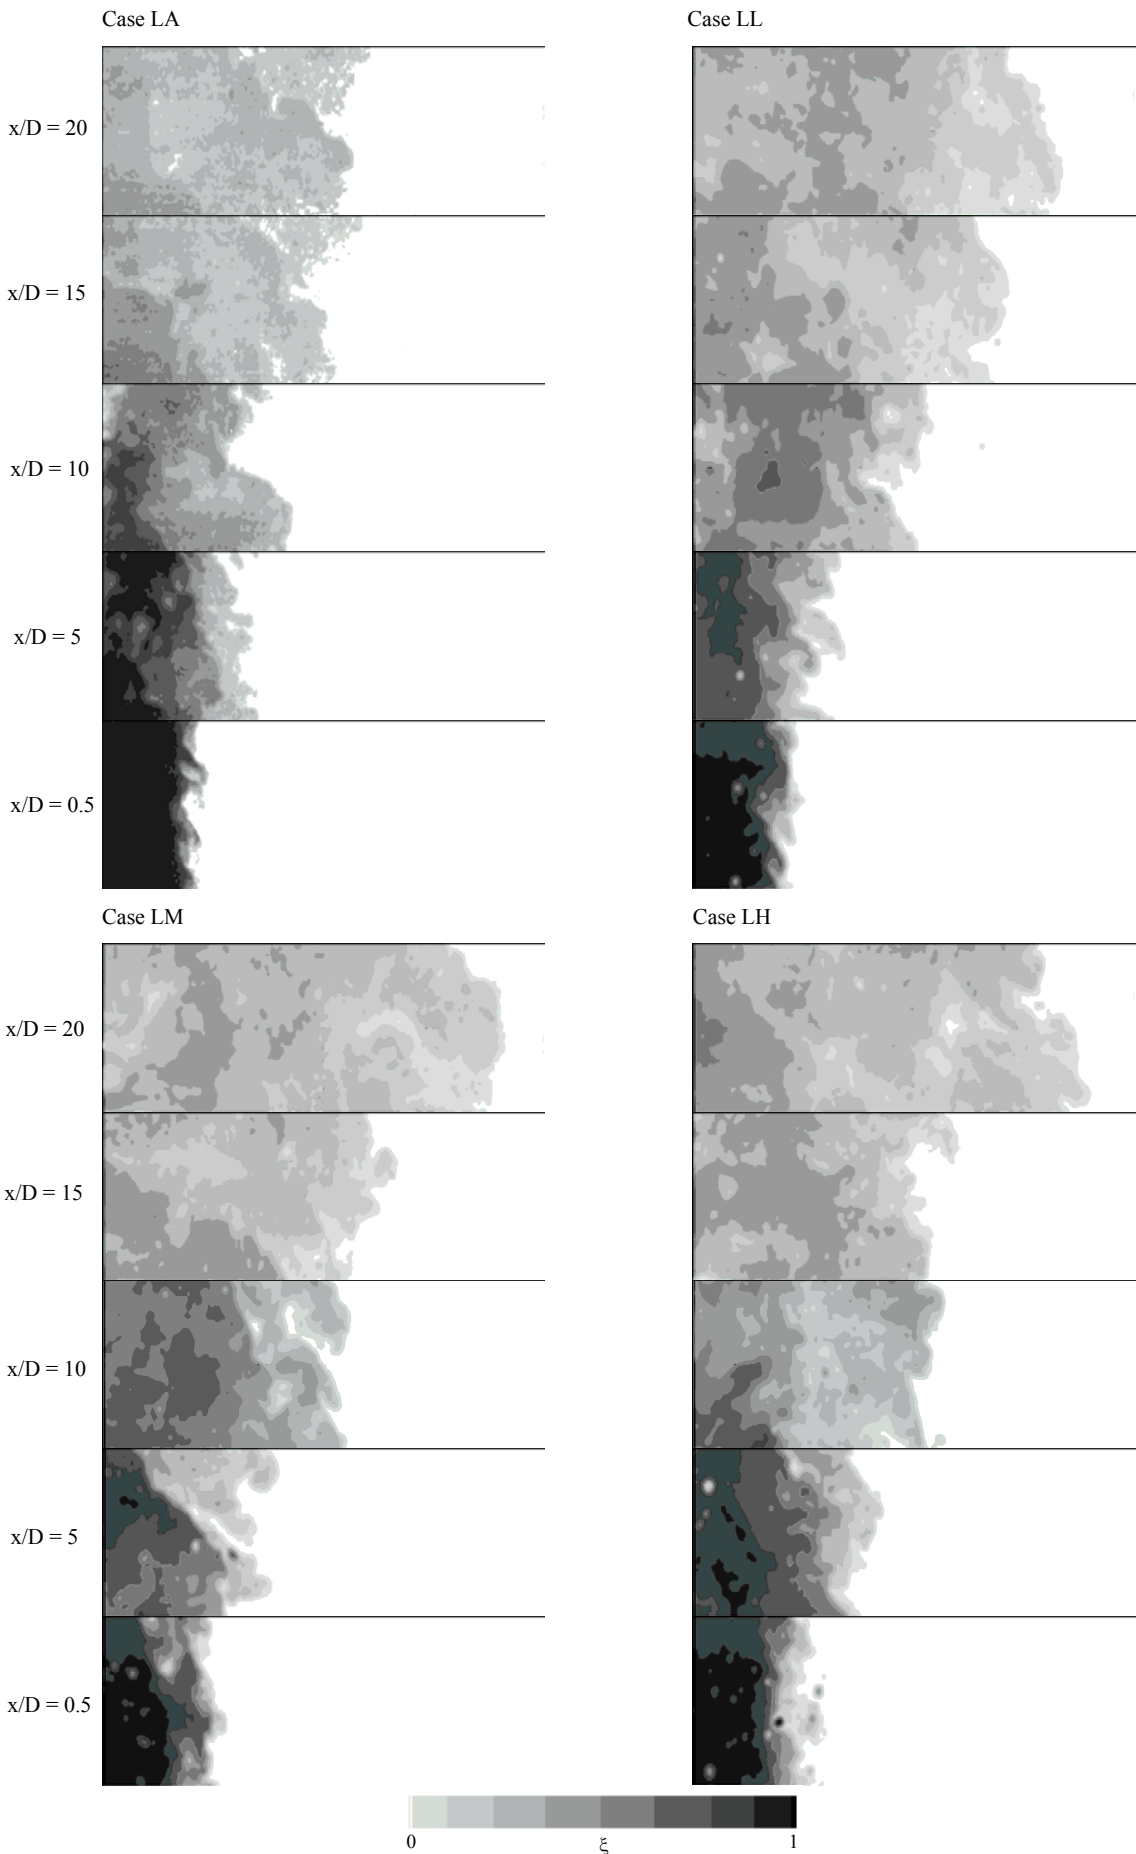 Case LA
Case LL
x/D = 20
x/D = 15
x/D = 10
x/D = 5
x/D = 0.5
Case LM
Case LH
x/D = 20
x/D = 15
x/D = 10
x/D = 5
x/D = 0.5
0 ξ 1